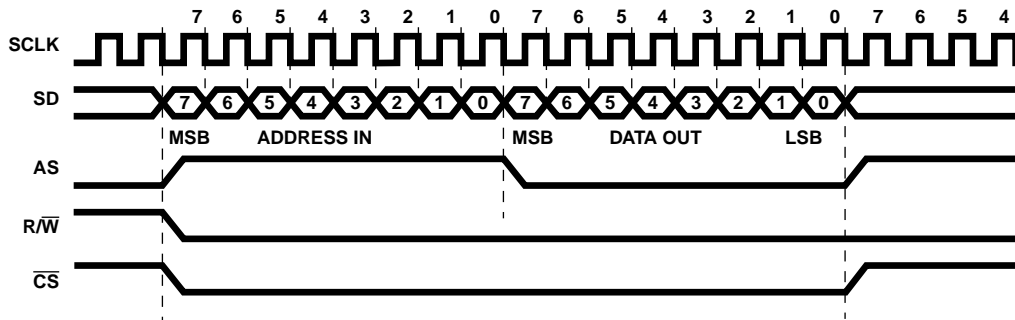 7 6 5 4 3 2 1 0 7 6 5 4 3 2 1 0 7 6 5 4
SCLK
SD 7 6 5 4 3 2 1 0 7 6 5 4 3 2 1 0
MSB ADDRESS IN MSB DATA OUT LSB
AS
R/W̅
C̅S̅